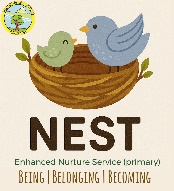 NEST
Enhanced Nurture Service (primary)
BEING | BELONGING | BECOMING